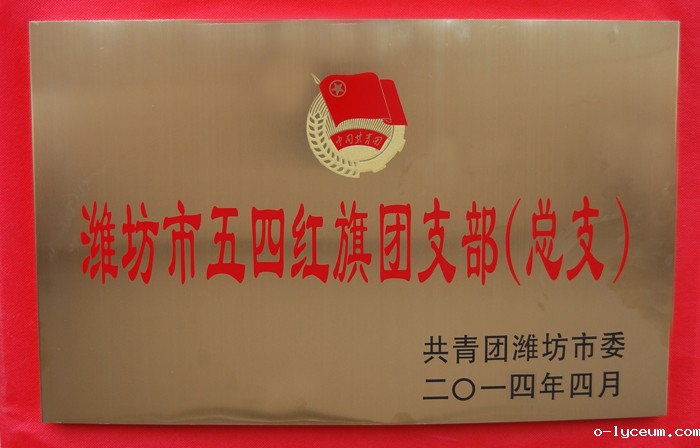 中国共青团
潍坊市五四红旗团支部(总支)
共青团潍坊市委
二〇一四年四月
o-lyceum.com